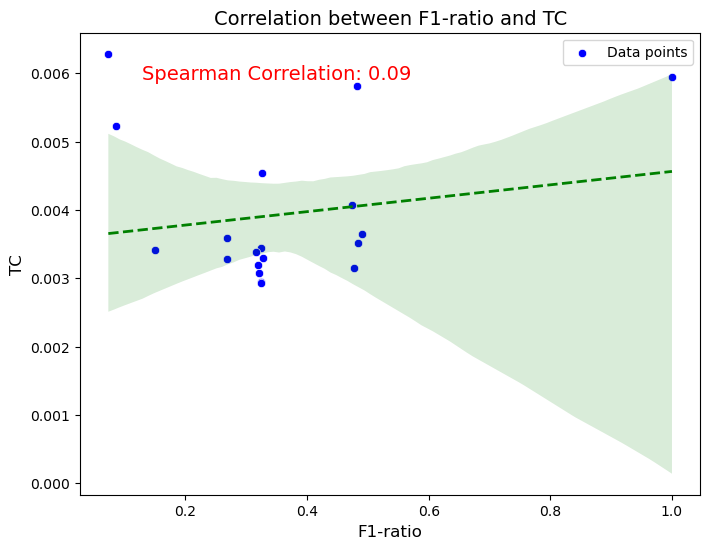 Correlation between F1-ratio and TC
Spearman Correlation: 0.09
Data points
0.006
0.005
0.004
0.003
0.002
0.001
0.000
TC
0.2
0.4
0.6
0.8
1.0
F1-ratio